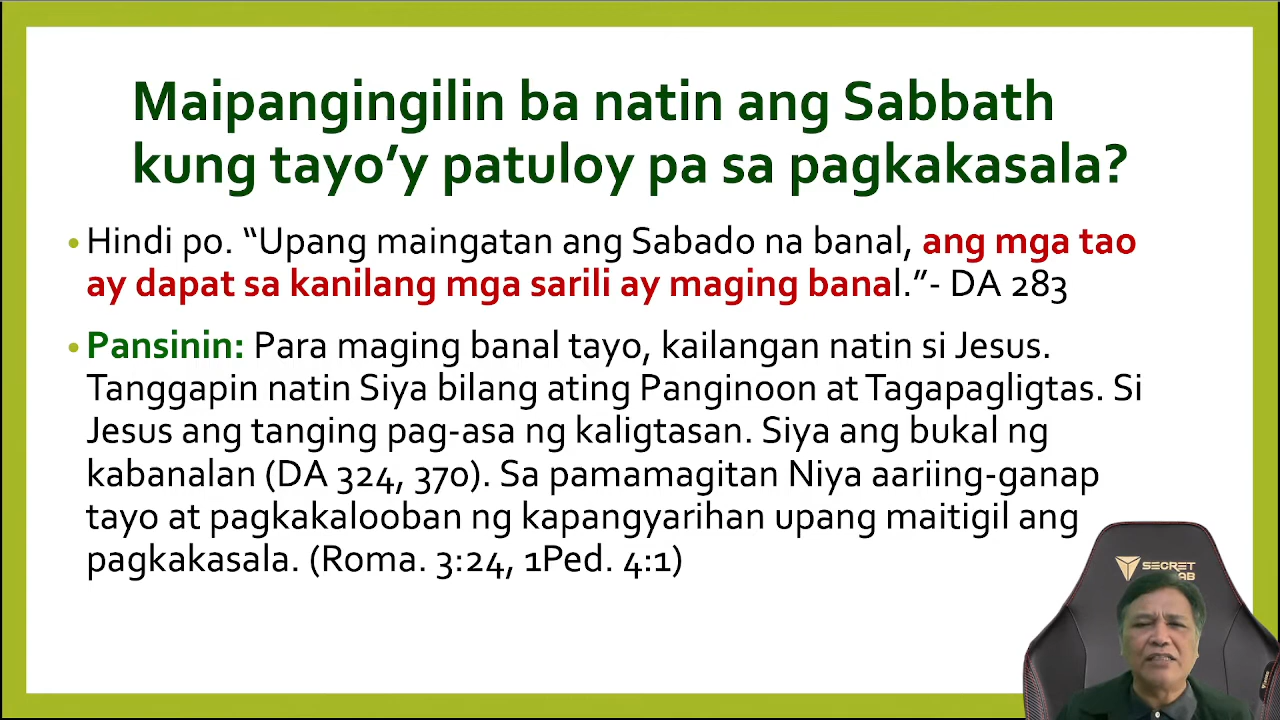 Maipangingilin ba natin ang Sabbath
kung tayo’y patuloy pa sa pagkakasala?
• Hindi po. “Upang maingatan ang Sabado na banal, ang mga tao
ay dapat sa kanilang mga sarili ay maging banal.”- DA 283
• Pansinin: Para maging banal tayo, kailangan natin si Jesus.
Tanggapin natin Siya bilang ating Panginoon at Tagapagligtas. Si
Jesus ang tanging pag-asa ng kaligtasan. Siya ang bukal ng
kabanalan (DA 324, 370). Sa pamamagitan Niya aariing-ganap
tayo at pagkakalooban ng kapangyarihan upang maitigil ang
pagkakasala. (Roma. 3:24, 1Ped. 4:1)
SECRET